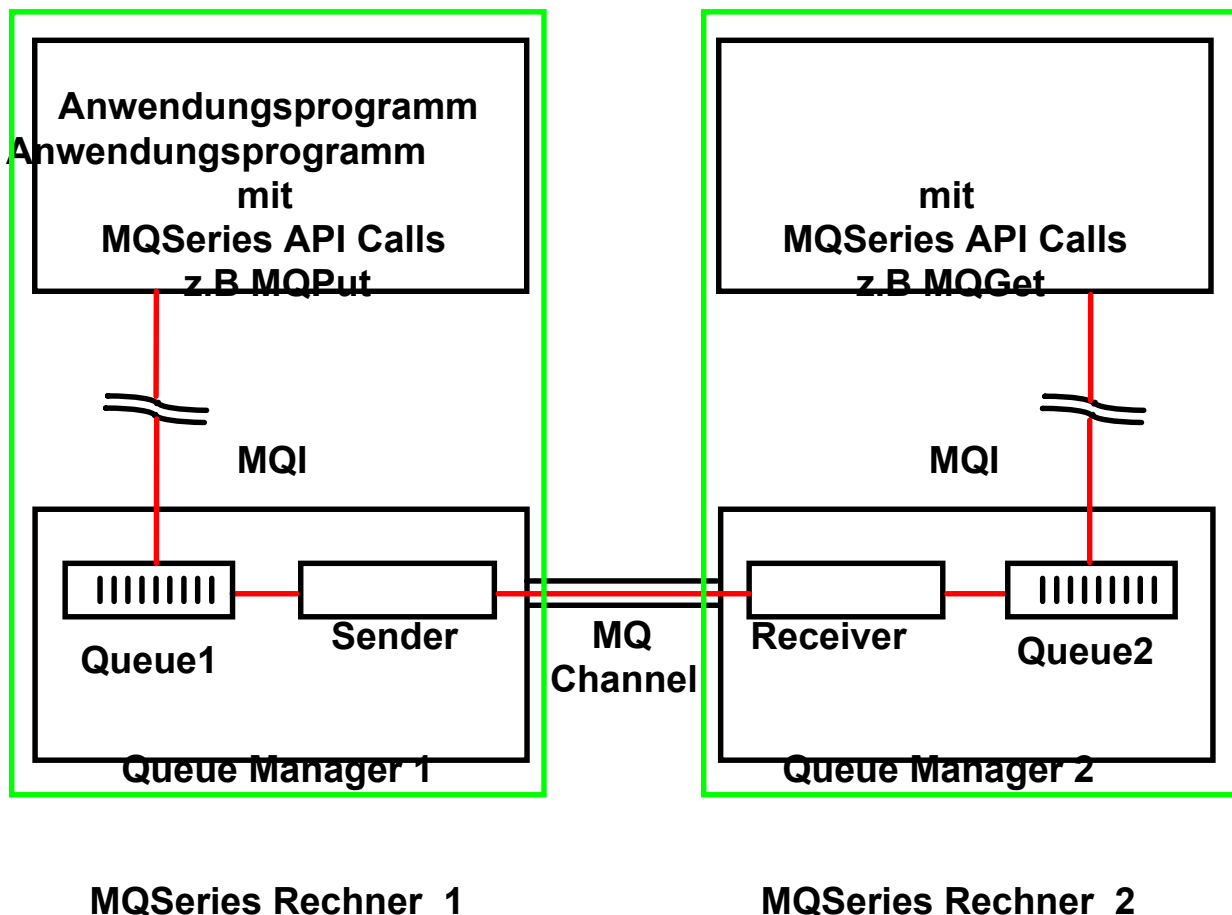 Anwendungsprogramm
Anwendungsprogramm
mit
MQSeries API Calls
z.B MQPut
mit
MQSeries API Calls
z.B MQGet
MQI
MQI
Queue1
Sender
MQ
Channel
Receiver
Queue2
Queue Manager 1
Queue Manager 2
MQSeries Rechner 1
MQSeries Rechner 2